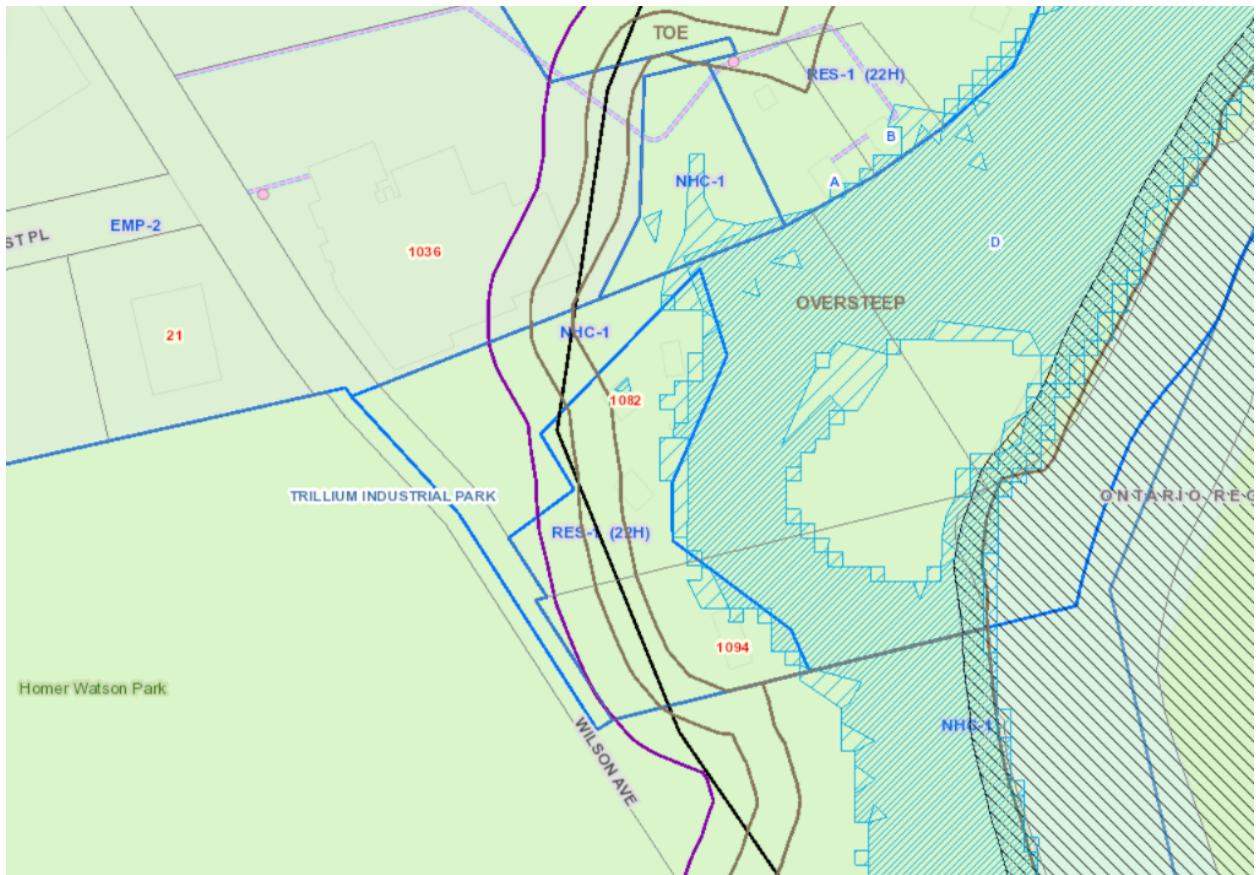 TOE
RES-1 (22H)
B
NHC-1
A
EMP-2
ST PL
1036
D
OVERSTEEP
21
NHC-1
1082
TRILLIUM INDUSTRIAL PARK
ONTARIO REG
RES-1 (22H)
1094
Homer Watson Park
NHC-1
WILSON AVE